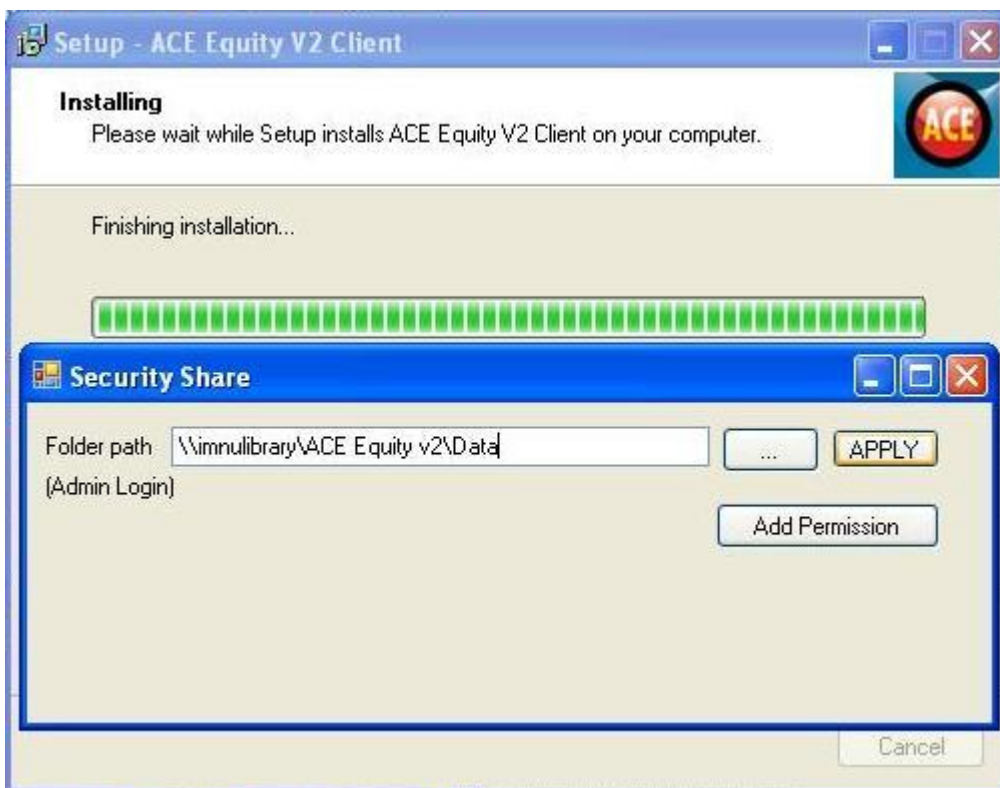 Setup - ACE Equity V2 Client
Installing
Please wait while Setup installs ACE Equity V2 Client on your computer.
ACE
Finishing installation...
Security Share
Folder path \\imnulibrary\ACE Equity v2\Data ... APPLY
(Admin Login)
Add Permission
Cancel